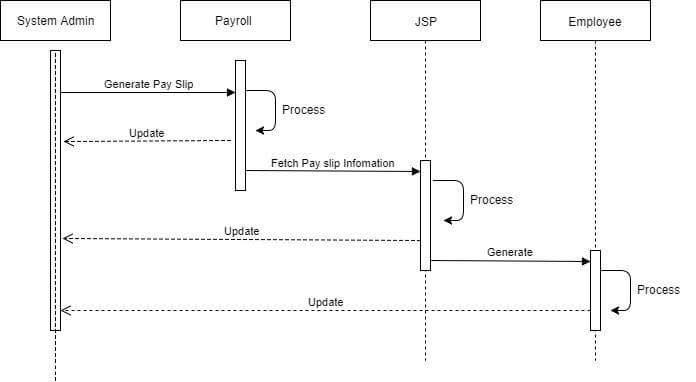 System Admin
Payroll
JSP
Employee
Generate Pay Slip
Process
Update
Fetch Pay slip Infomation
Process
Update
Generate
Process
Update